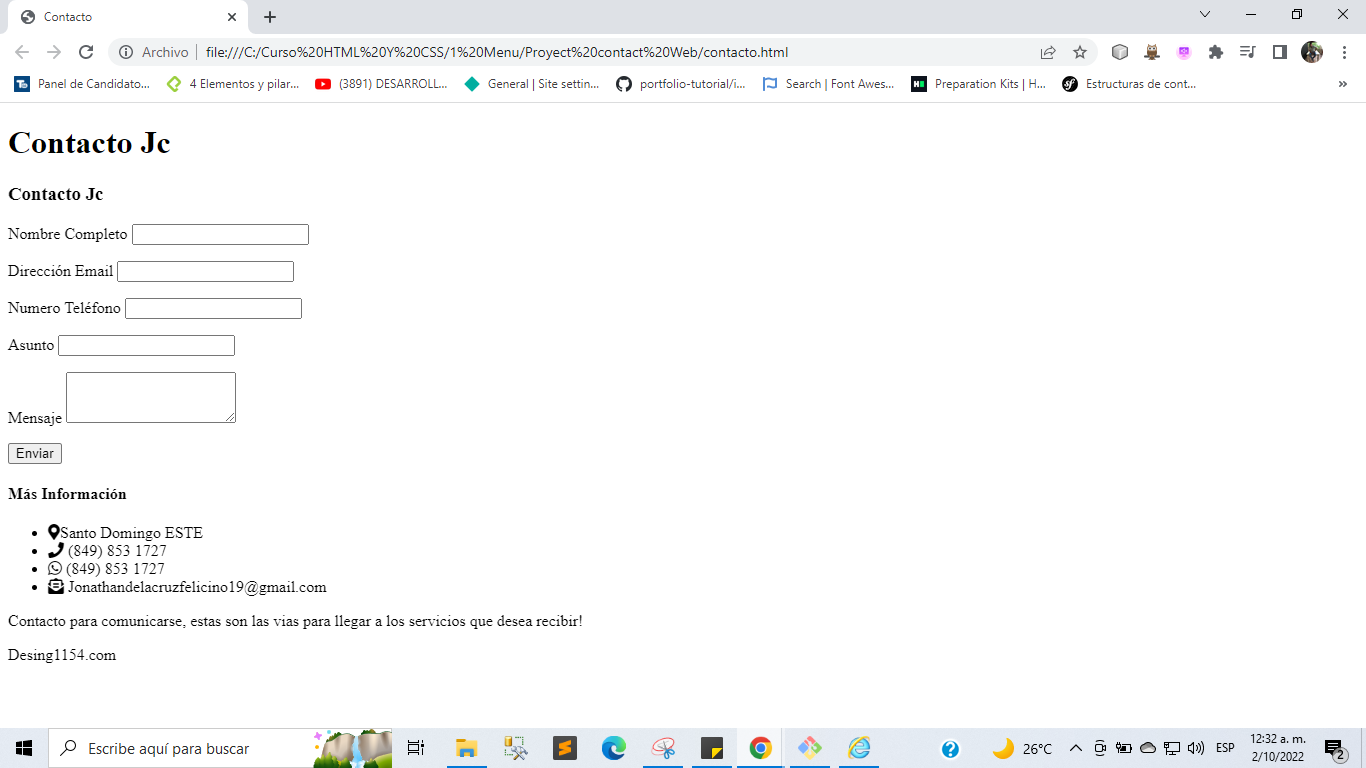 Contacto
Archivo file:///C:/Curso%20HTML%20Y%20CSS/1%20Menu/Proyect%20contact%20Web/contacto.html
Panel de Candidato... 4 Elementos y pilar... (3891) DESARROLL... General | Site settin... portfolio-tutorial/i... Search | Font Awes... Preparation Kits | H... Estructuras de cont... »
Contacto Jc
Contacto Jc
Nombre Completo
Dirección Email
Numero Teléfono
Asunto
Mensaje
Enviar
Más Información
Santo Domingo ESTE
(849) 853 1727
(849) 853 1727
Jonathandelacruzfelicino19@gmail.com
Contacto para comunicarse, estas son las vias para llegar a los servicios que desea recibir!
Desing1154.com
Escribe aquí para buscar 26°C ESP 12:32 a. m.
2/10/2022 2